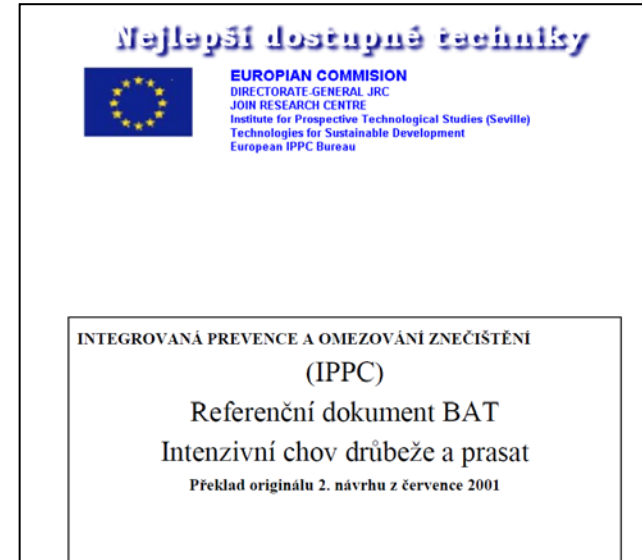 Nejlepší dostupné techniky
EUROPIAN COMMISION
DIRECTORATE-GENERAL JRC
JOIN RESEARCH CENTRE
Institute for Prospective Technological Studies (Seville)
Technologies for Sustainable Development
European IPPC Bureau
INTEGROVANÁ PREVENCE A OMEZOVÁNÍ ZNEČIŠTĚNÍ
(IPPC)
Referenční dokument BAT
Intenzivní chov drůbeže a prasat
Překlad originálu 2. návrhu z července 2001